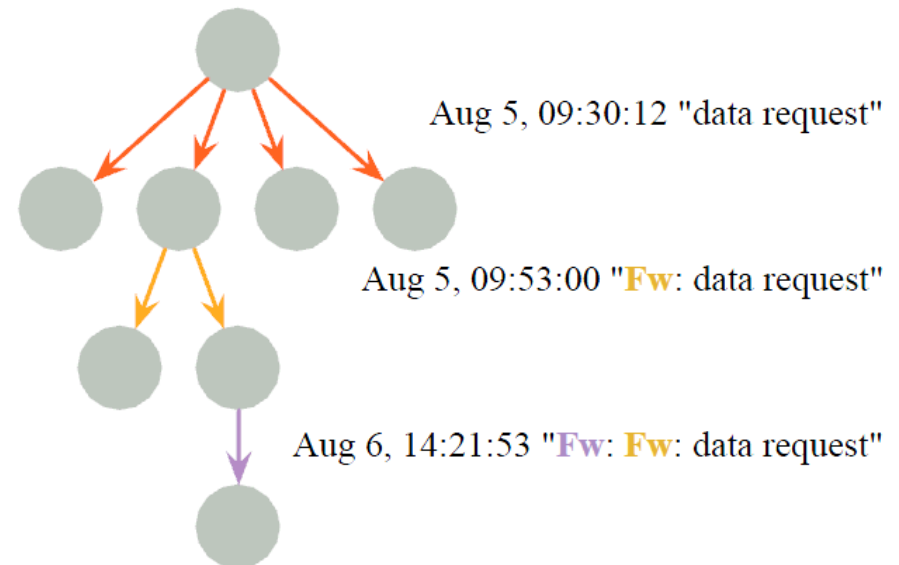 Aug 5, 09:30:12 "data request"
Aug 5, 09:53:00 "Fw: data request"
Aug 6, 14:21:53 "Fw: Fw: data request"